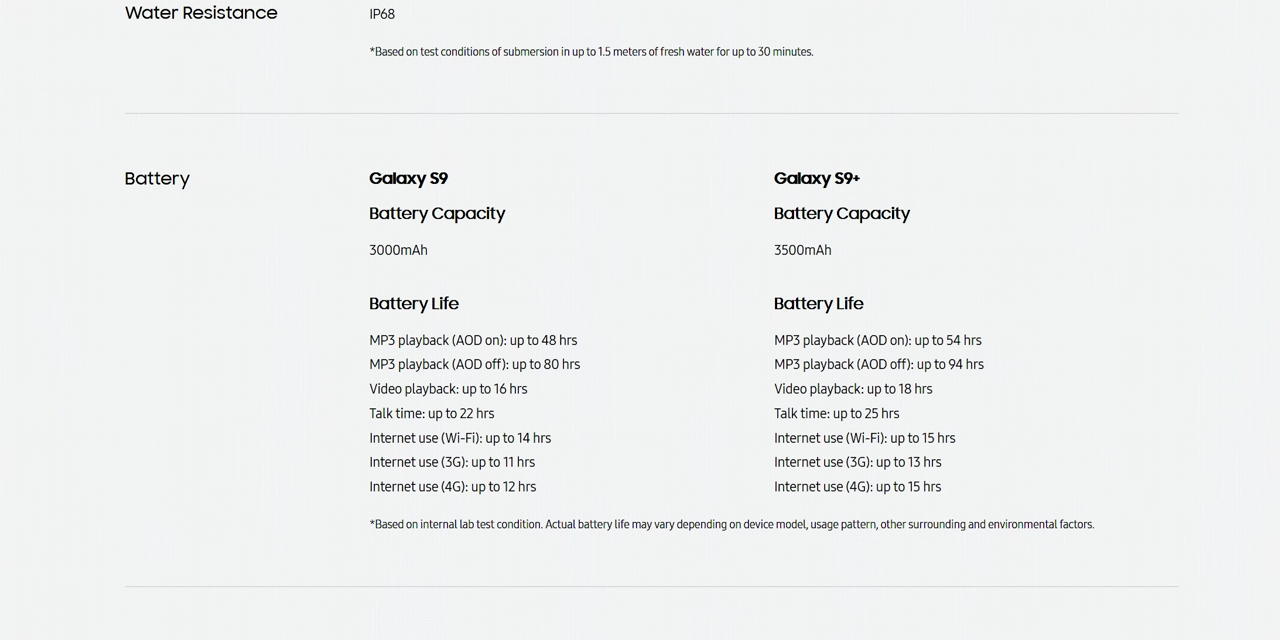 Water Resistance
IP68
*Based on test conditions of submersion in up to 1.5 meters of fresh water for up to 30 minutes.
Battery
Galaxy S9
Battery Capacity
3000mAh
Battery Life
MP3 playback (AOD on): up to 48 hrs
MP3 playback (AOD off): up to 80 hrs
Video playback: up to 16 hrs
Talk time: up to 22 hrs
Internet use (Wi-Fi): up to 14 hrs
Internet use (3G): up to 11 hrs
Internet use (4G): up to 12 hrs
Galaxy S9+
Battery Capacity
3500mAh
Battery Life
MP3 playback (AOD on): up to 54 hrs
MP3 playback (AOD off): up to 94 hrs
Video playback: up to 18 hrs
Talk time: up to 25 hrs
Internet use (Wi-Fi): up to 15 hrs
Internet use (3G): up to 13 hrs
Internet use (4G): up to 15 hrs
*Based on internal lab test condition. Actual battery life may vary depending on device model, usage pattern, other surrounding and environmental factors.